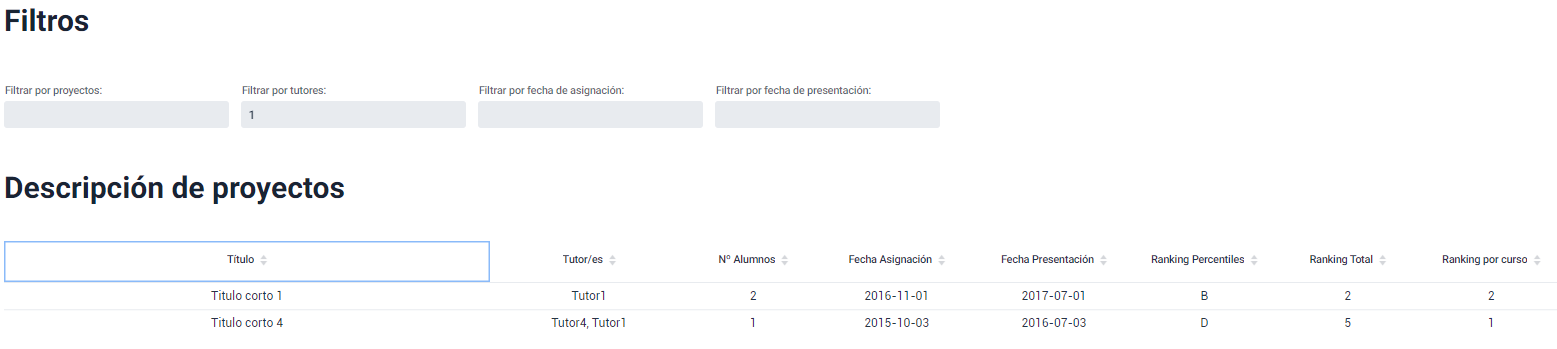 Filtros
Filtrar por proyectos: Filtrar por tutores: Filtrar por fecha de asignación: Filtrar por fecha de presentación:
1
Descripción de proyectos
Título Tutor/es Nº Alumnos Fecha Asignación Fecha Presentación Ranking Percentiles Ranking Total Ranking por curso
Titulo corto 1 Tutor1 2 2016-11-01 2017-07-01 B 2 2
Titulo corto 4 Tutor4, Tutor1 1 2015-10-03 2016-07-03 D 5 1